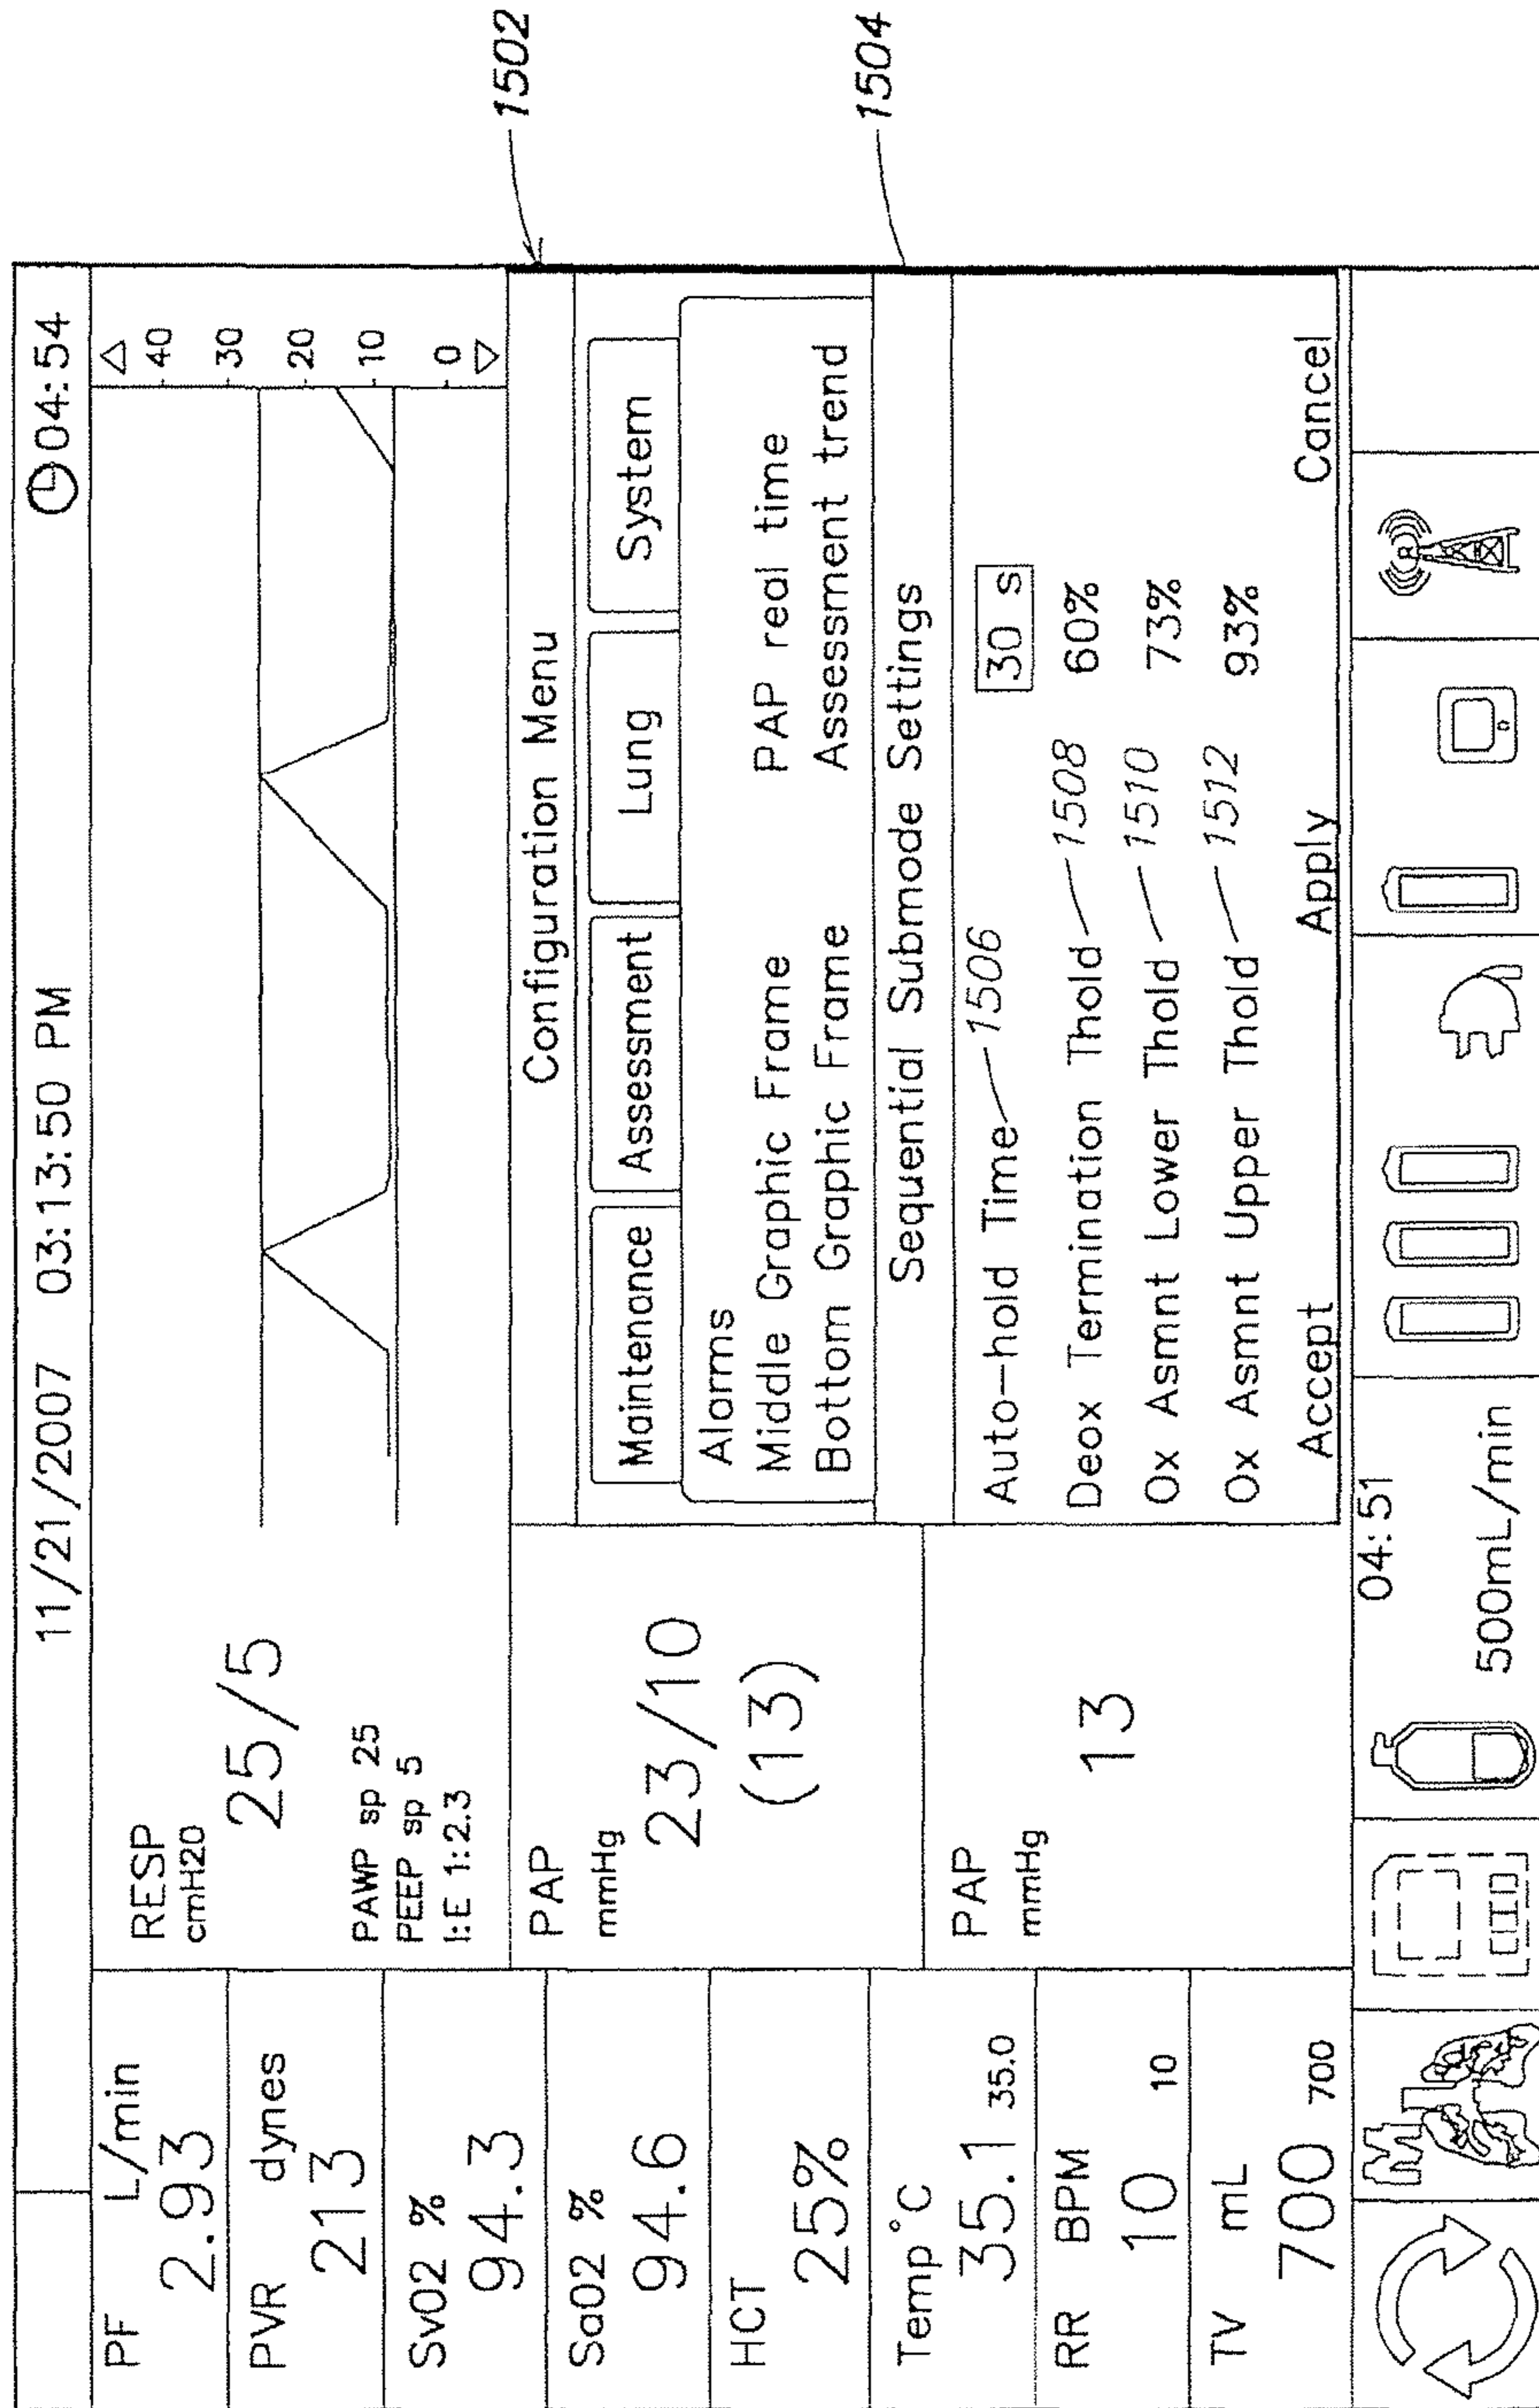 11/21/2007 03:13:50 PM
04:54
PF L/min
2.93
PVR dynes
213
Sv02 %
94.3
Sa02 %
94.6
HCT
25%
Temp °C
35.1 35.0
RR BPM
10 10
TV mL
700 700
RESP
cmH20
25/5
PAWP sp 25
PEEP sp 5
I:E 1:2.3
40
30
20
10
0
PAP
mmHg
23/10
(13)
PAP
mmHg
13
Configuration Menu
1502
Maintenance Assessment Lung System
Alarms
Middle Graphic Frame PAP real time
Bottom Graphic Frame Assessment trend
Sequential Submode Settings
1504
Auto-hold Time 1506 30 s
Deox Termination Thold 1508 60%
Ox Asmnt Lower Thold 1510 73%
Ox Asmnt Upper Thold 1512 93%
Accept Apply Cancel
04:51
500mL/min